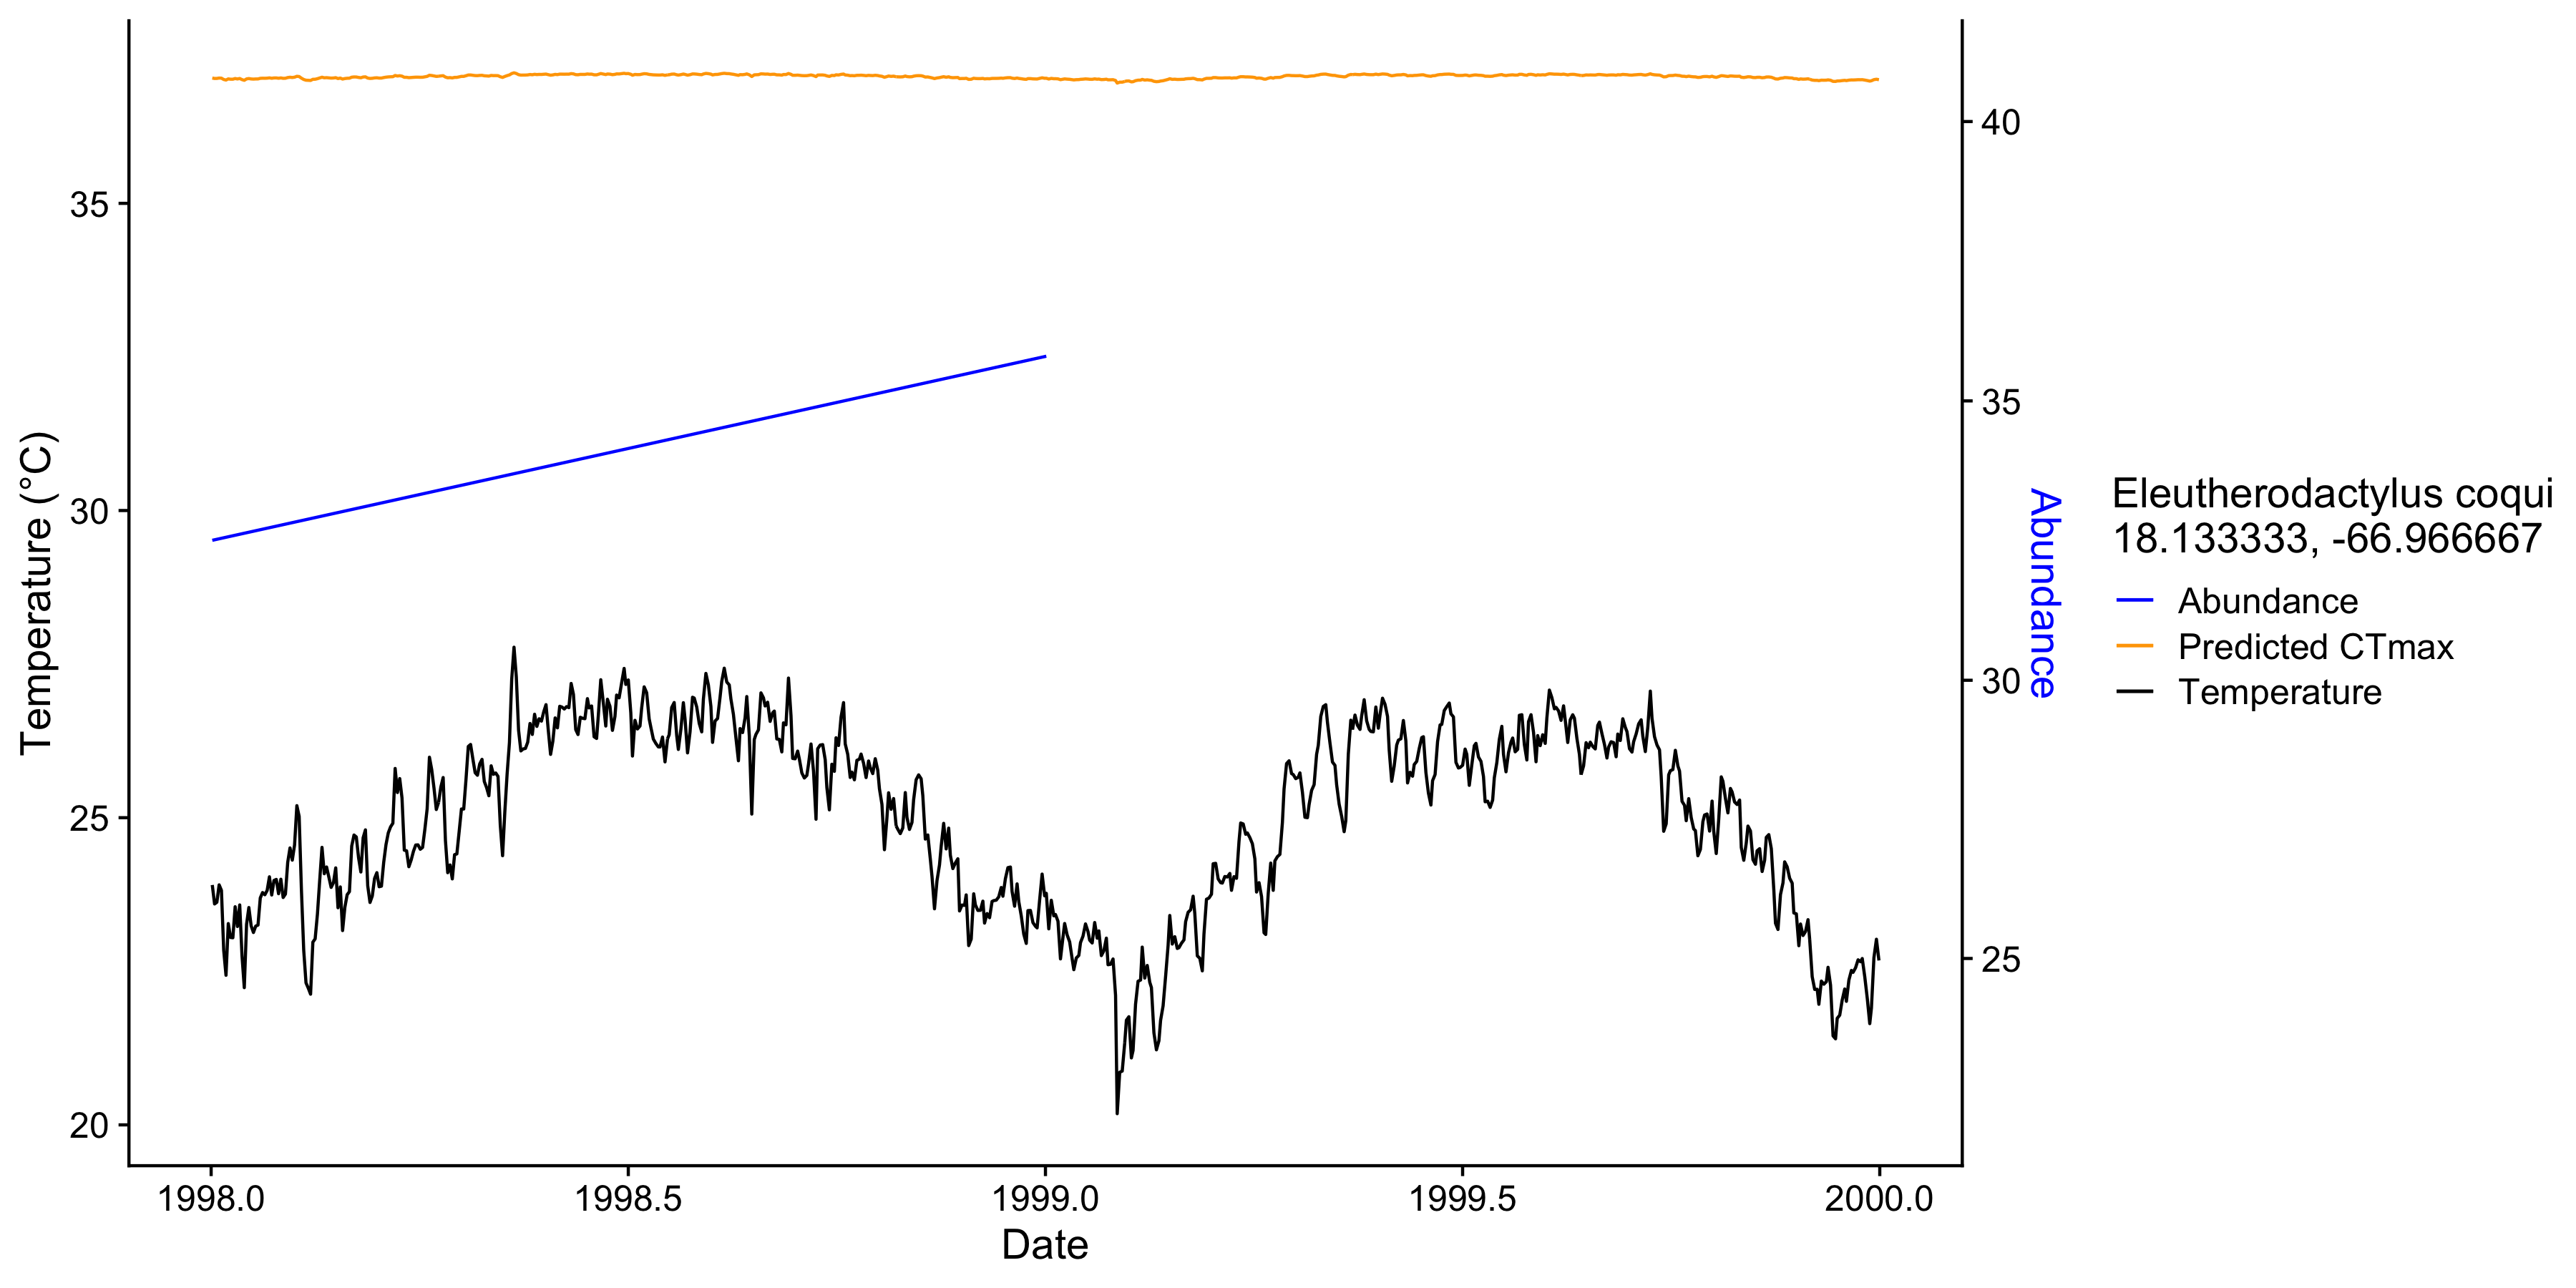 Temperature (°C)
35
30
25
20
1998.0
1998.5
1999.0
1999.5
2000.0
Date
40
35
30
25
Abundance
Eleutherodactylus coqui
18.133333, -66.966667
Abundance
Predicted CTmax
Temperature